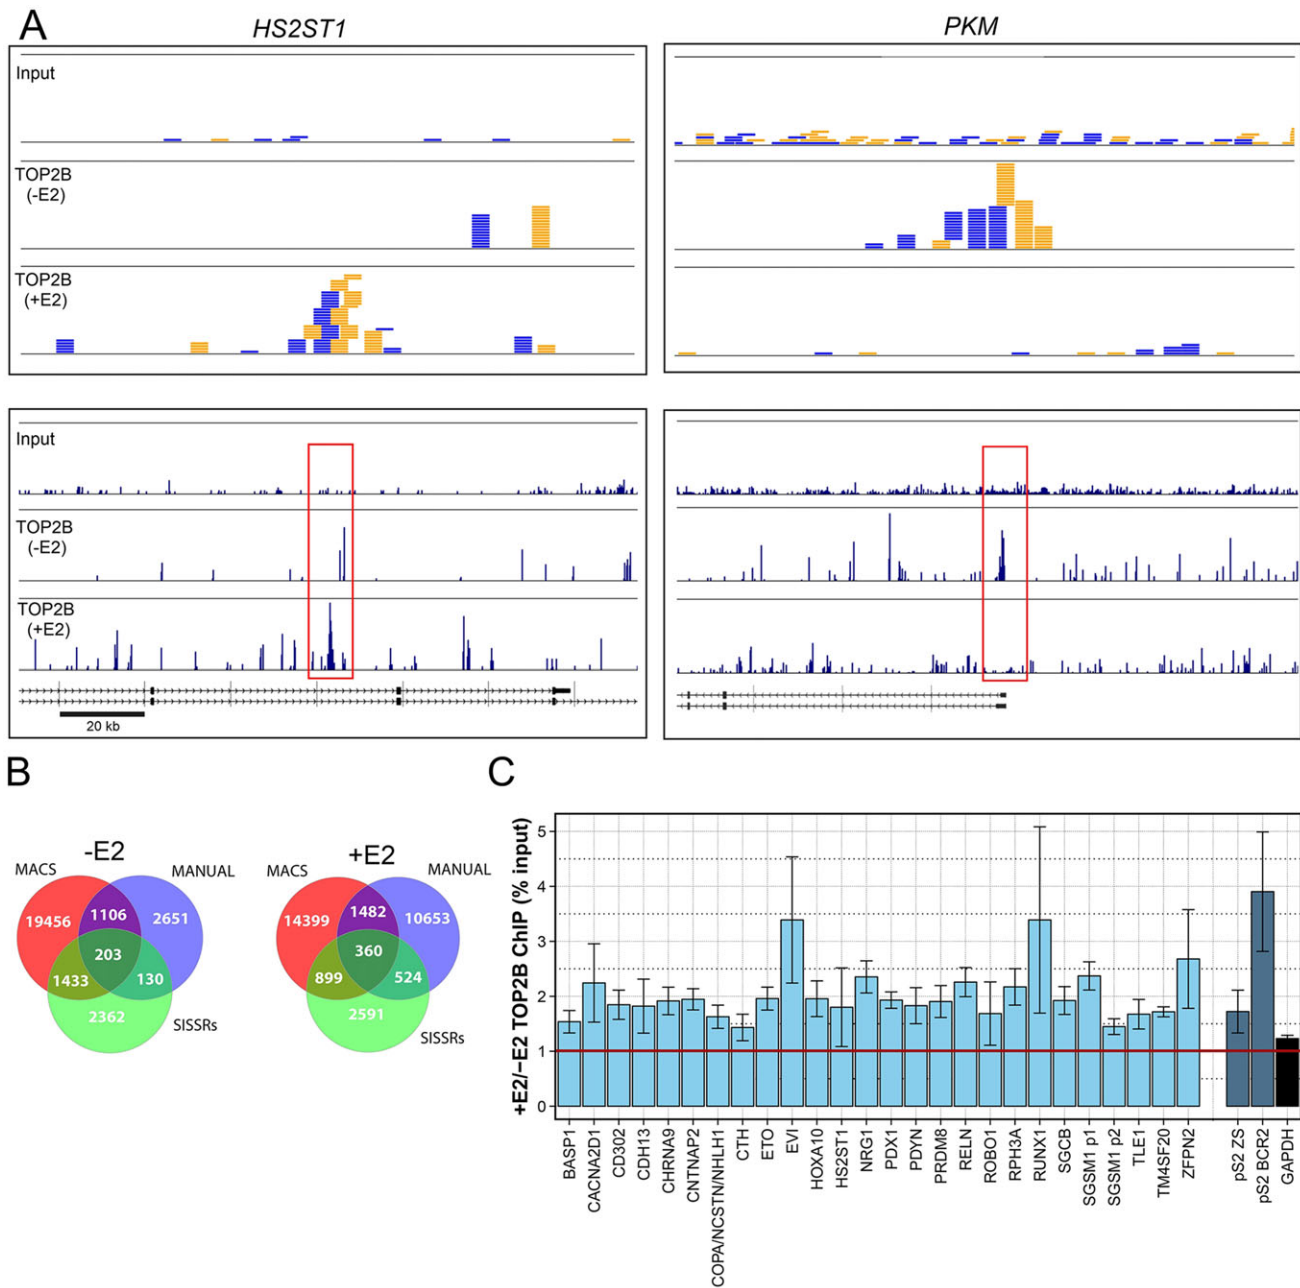 A
HS2ST1
PKM
Input
TOP2B
(-E2)
TOP2B
(+E2)
Input
TOP2B
(-E2)
TOP2B
(+E2)
20 kb
B
-E2
MACS
MANUAL
19456
1106
2651
203
1433
130
2362
SISSRs
+E2
MACS
MANUAL
14399
1482
10653
360
899
524
2591
SISSRs
C
+E2/−E2 TOP2B ChIP (% input)
5
4
3
2
1
0
BASP1
CACNA2D1
CD302
CDH13
CHRNA9
CNTNAP2
COPA/NCSTN/NHLH1
CTH
ETO
EVI
HOXA10
HS2ST1
NRG1
PDX1
PDYN
PRDM8
RELN
ROBO1
RPH3A
RUNX1
SGCB
SGSM1 p1
SGSM1 p2
TLE1
TM4SF20
ZFPN2
pS2 ZS
pS2 BCR2
GAPDH